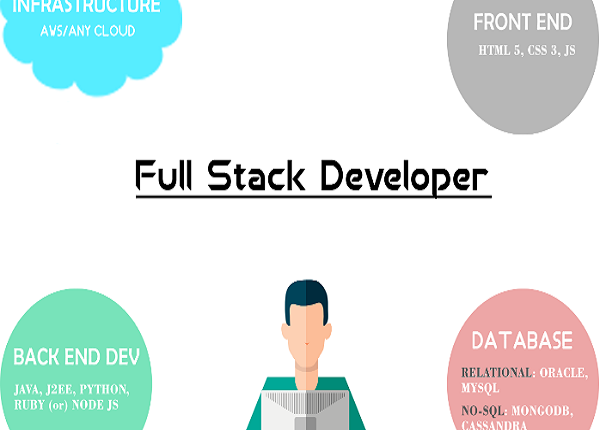 INFRASTRUCTURE
AWS/ANY CLOUD
FRONT END
HTML 5, CSS 3, JS
Full Stack Developer
BACK END DEV
JAVA, J2EE, PYTHON,
RUBY (or) NODE JS
DATABASE
RELATIONAL: ORACLE,
MYSQL
NO-SQL: MONGODB,
CASSANDRA